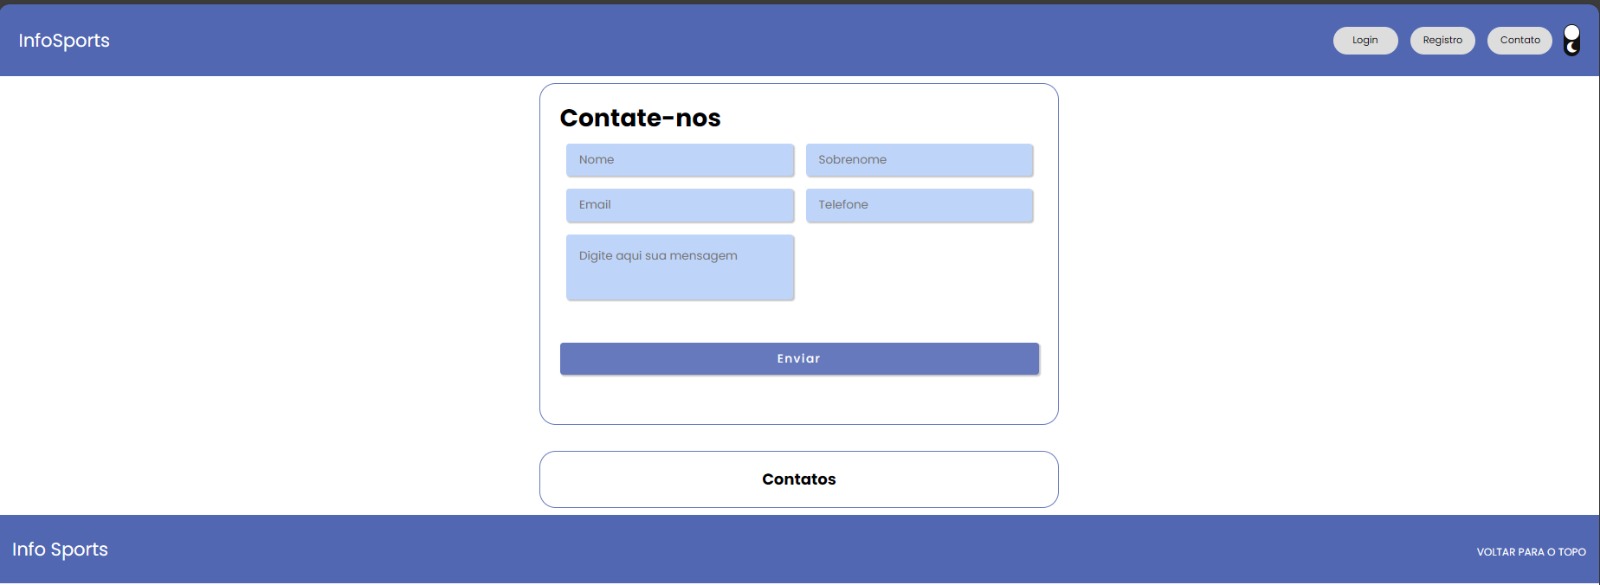 InfoSports
Login Registro Contato
Contate-nos
Nome Sobrenome
Email Telefone
Digite aqui sua mensagem
Enviar
Contatos
Info Sports
VOLTAR PARA O TOPO